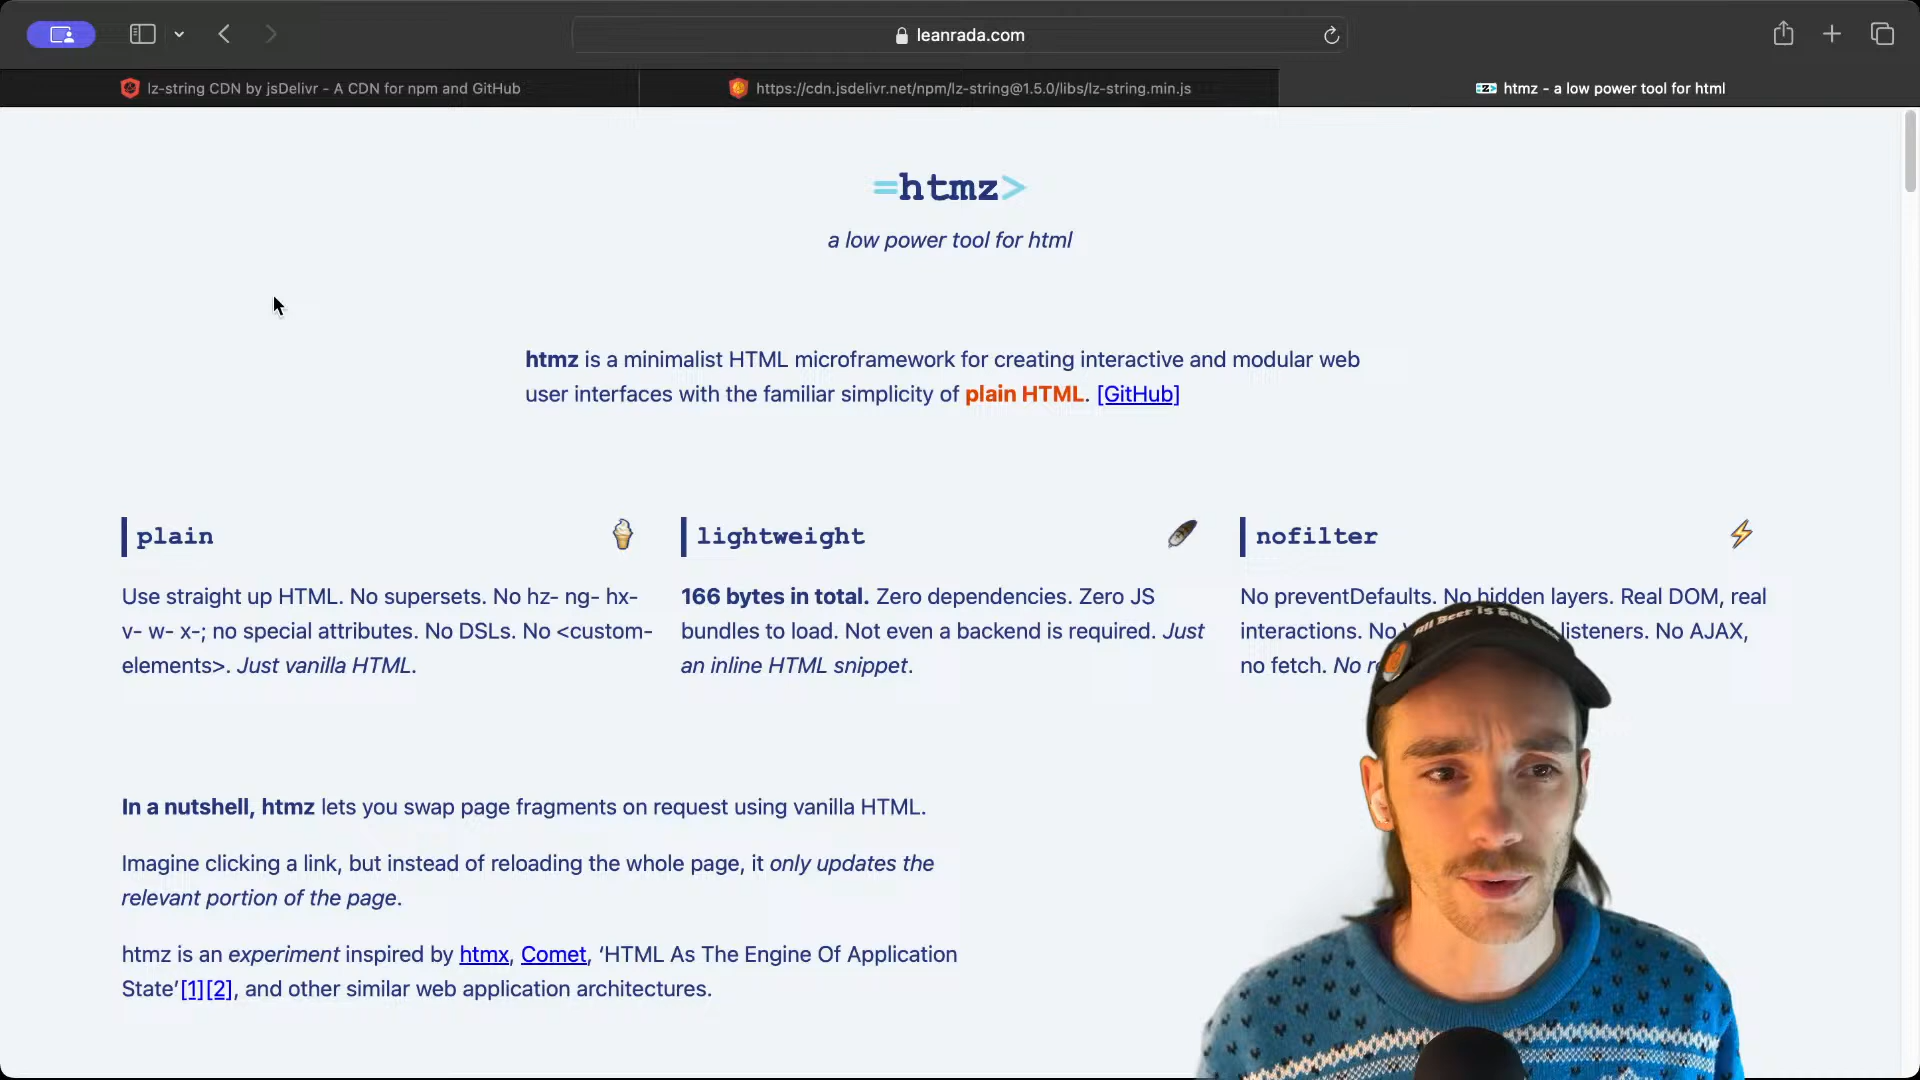 leanrada.com
lz-string CDN by jsDelivr - A CDN for npm and GitHub
https://cdn.jsdelivr.net/npm/lz-string@1.5.0/libs/lz-string.min.js
htmz - a low power tool for html
=htmz>
a low power tool for html
htmz is a minimalist HTML microframework for creating interactive and modular web
user interfaces with the familiar simplicity of plain HTML. [GitHub]
plain
Use straight up HTML. No supersets. No hz- ng- hx-
v- w- x-; no special attributes. No DSLs. No <custom-
elements>. Just vanilla HTML.
lightweight
166 bytes in total. Zero dependencies. Zero JS
bundles to load. Not even a backend is required. Just
an inline HTML snippet.
nofilter
No preventDefaults. No hidden layers. Real DOM, real
interactions. No listeners. No AJAX,
no fetch. No
In a nutshell, htmz lets you swap page fragments on request using vanilla HTML.
Imagine clicking a link, but instead of reloading the whole page, it only updates the
relevant portion of the page.
htmz is an experiment inspired by htmx, Comet, ‘HTML As The Engine Of Application
State’[1][2], and other similar web application architectures.
All Beer is